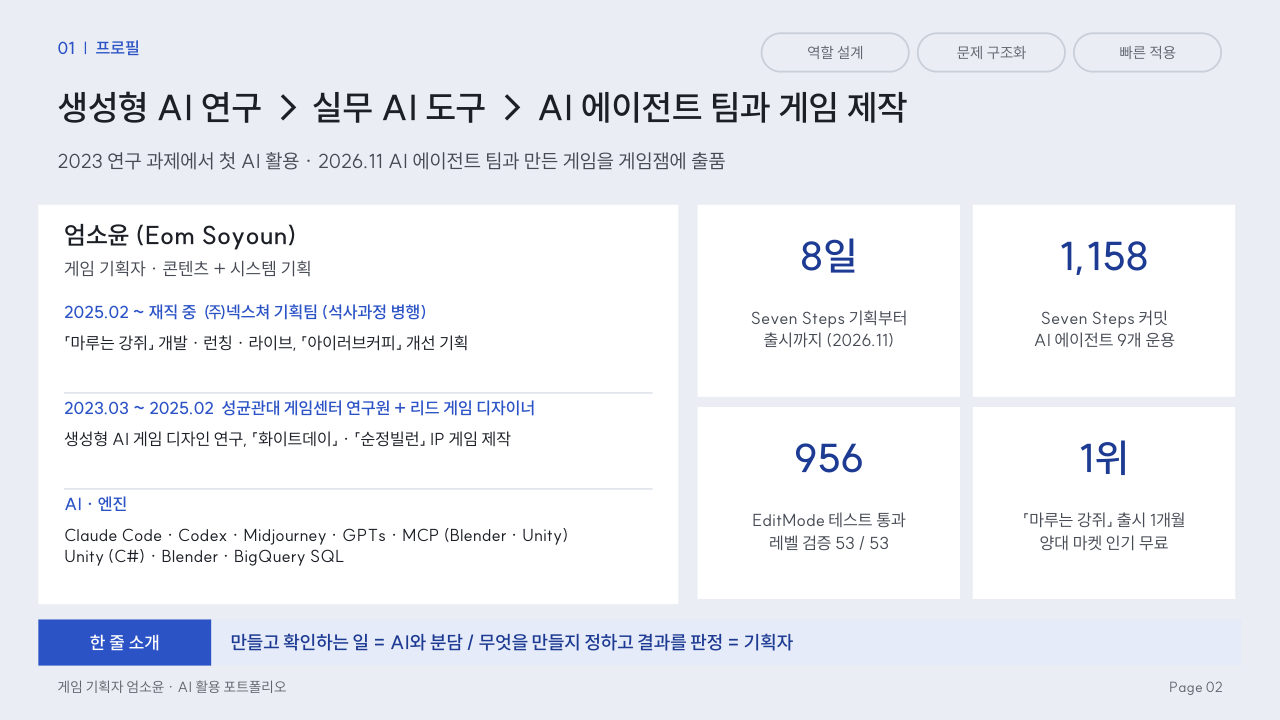 01 | 프로필
역할 설계
문제 구조화
빠른 적용
생성형 AI 연구 > 실무 AI 도구 > AI 에이전트 팀과 게임 제작
2023 연구 과제에서 첫 AI 활용 · 2026.11 AI 에이전트 팀과 만든 게임을 게임잼에 출품
엄소윤 (Eom Soyoun)
게임 기획자 · 콘텐츠 + 시스템 기획
2025.02 ~ 재직 중 ㈜넥스쳐 기획팀 (석사과정 병행)
「마루는 강쥐」 개발 · 런칭 · 라이브, 「아이러브커피」 개선 기획
2023.03 ~ 2025.02 성균관대 게임센터 연구원 + 리드 게임 디자이너
생성형 AI 게임 디자인 연구, 「화이트데이」 · 「순정빌런」 IP 게임 제작
AI · 엔진
Claude Code · Codex · Midjourney · GPTs · MCP (Blender · Unity)
Unity (C#) · Blender · BigQuery SQL
8일
Seven Steps 기획부터
출시까지 (2026.11)
1,158
Seven Steps 커밋
AI 에이전트 9개 운용
956
EditMode 테스트 통과
레벨 검증 53 / 53
1위
「마루는 강쥐」 출시 1개월
양대 마켓 인기 무료
한 줄 소개
만들고 확인하는 일 = AI와 분담 / 무엇을 만들지 정하고 결과를 판정 = 기획자
게임 기획자 엄소윤 · AI 활용 포트폴리오
Page 02